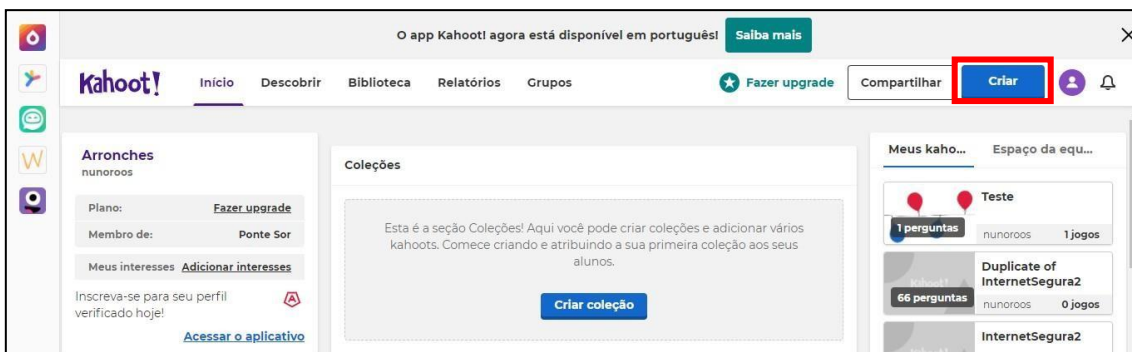 O app Kahoot! agora está disponível em português! Saiba mais
Kahoot! Início Descobrir Biblioteca Relatórios Grupos Fazer upgrade Compartilhar Criar
Arronches
nunoroos
Plano: Fazer upgrade
Membro de: Ponte Sor
Meus interesses Adicionar interesses
Inscreva-se para seu perfil
verificado hoje!
Acessar o aplicativo
Coleções
Esta é a seção Coleções! Aqui você pode criar coleções e adicionar vários
kahoots. Comece criando e atribuindo a sua primeira coleção aos seus
alunos.
Criar coleção
Meus kaho... Espaço da equ...
Teste
1 perguntas
nunoroos 1 jogos
Duplicate of
InternetSegura2
66 perguntas
nunoroos 0 jogos
InternetSegura2